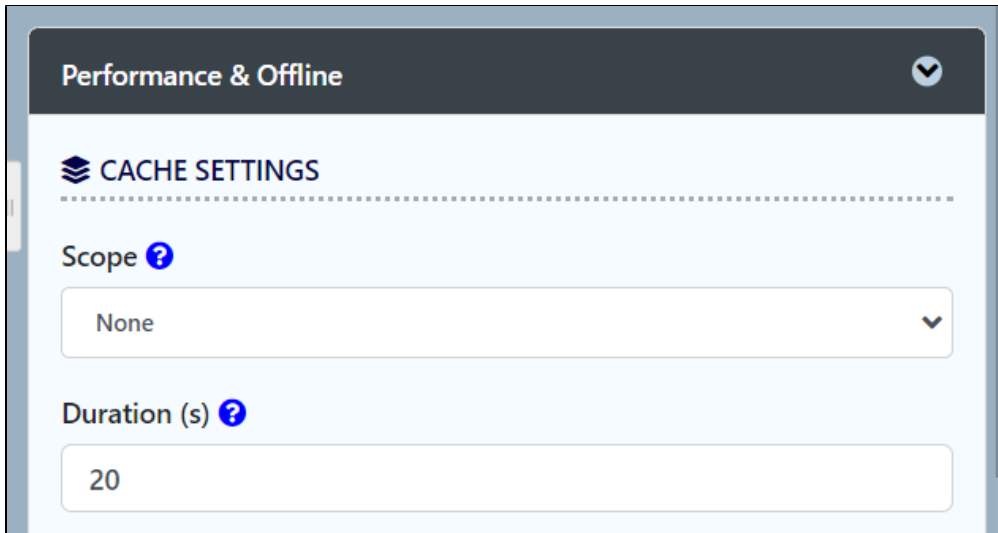 Performance & Offline
CACHE SETTINGS
Scope ?
None
Duration (s) ?
20